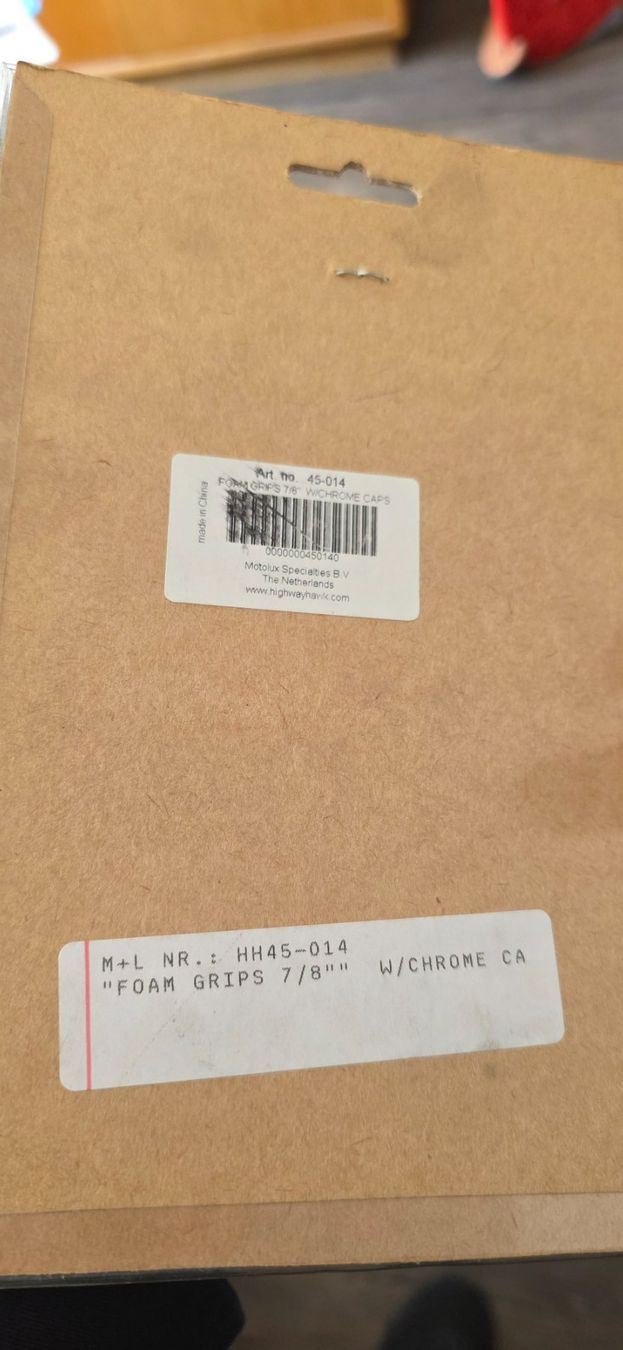 Art. no. 45-014
FOAM GRIPS 7/8" W/CHROME CAPS
made in China
0000000450140
Motolux Specialties B.V
The Netherlands
www.highwayhawk.com
M+L NR.: HH45-014
"FOAM GRIPS 7/8"" W/CHROME CA